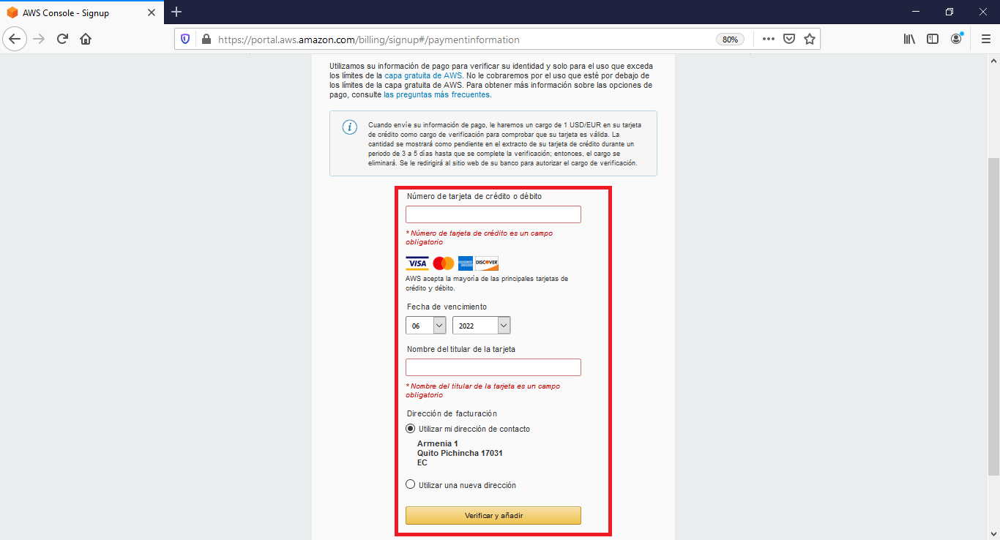 AWS Console - Signup
https://portal.aws.amazon.com/billing/signup#/paymentinformation
80%
Utilizamos su información de pago para verificar su identidad y solo para el uso que exceda
los límites de la capa gratuita de AWS. No le cobraremos por el uso que esté por debajo de
los límites de la capa gratuita de AWS. Para obtener más información sobre las opciones de
pago, consulte las preguntas más frecuentes.
i
Cuando envíe su información de pago, le haremos un cargo de 1 USD/EUR en su tarjeta
de crédito como cargo de verificación para comprobar que su tarjeta es válida. La
cantidad se mostrará como pendiente en el extracto de su tarjeta de crédito durante un
periodo de 3 a 5 días hasta que se complete la verificación; entonces, el cargo se
eliminará. Se le redirigirá al sitio web de su banco para autorizar el cargo de verificación.
Número de tarjeta de crédito o débito
* Número de tarjeta de crédito es un campo
obligatorio
VISA DISCOVER
AWS acepta la mayoría de las principales tarjetas de
crédito y débito.
Fecha de vencimiento
06 2022
Nombre del titular de la tarjeta
* Nombre del titular de la tarjeta es un campo
obligatorio
Dirección de facturación
Utilizar mi dirección de contacto
Armenia 1
Quito Pichincha 17031
EC
Utilizar una nueva dirección
Verificar y añadir